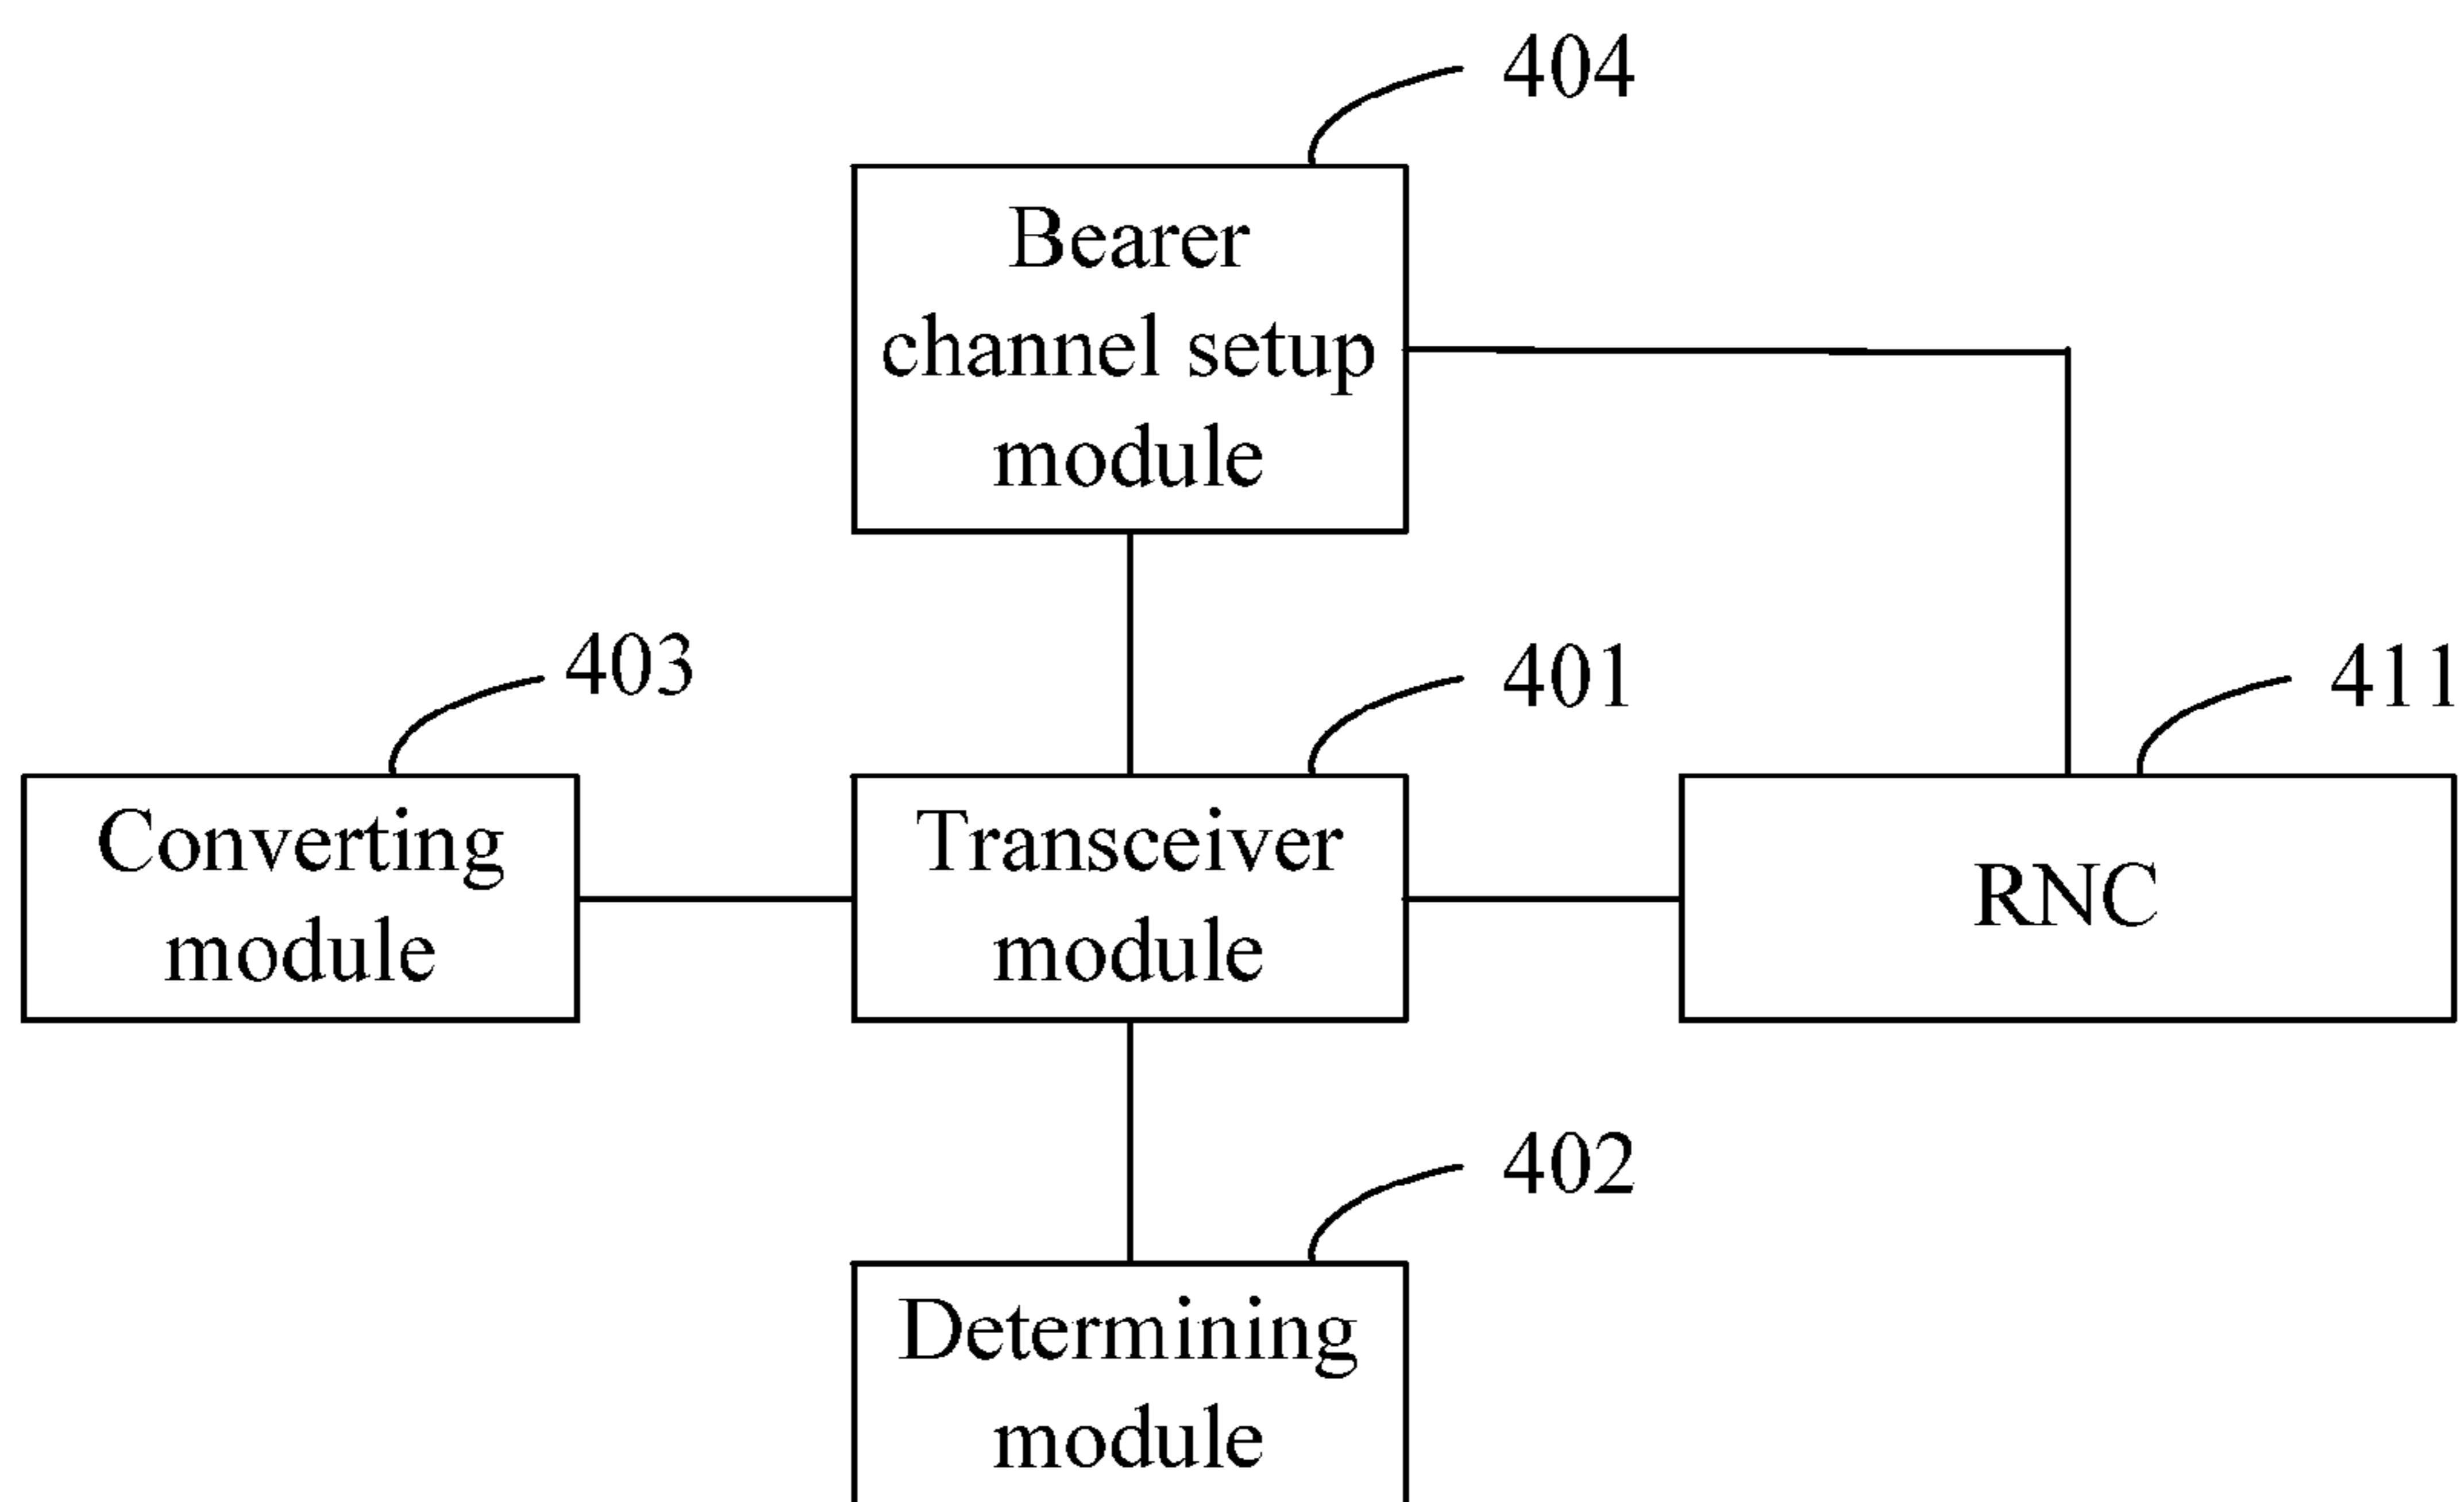 404
Bearer
channel setup
module
403
401
411
Converting
module
Transceiver
module
RNC
402
Determining
module